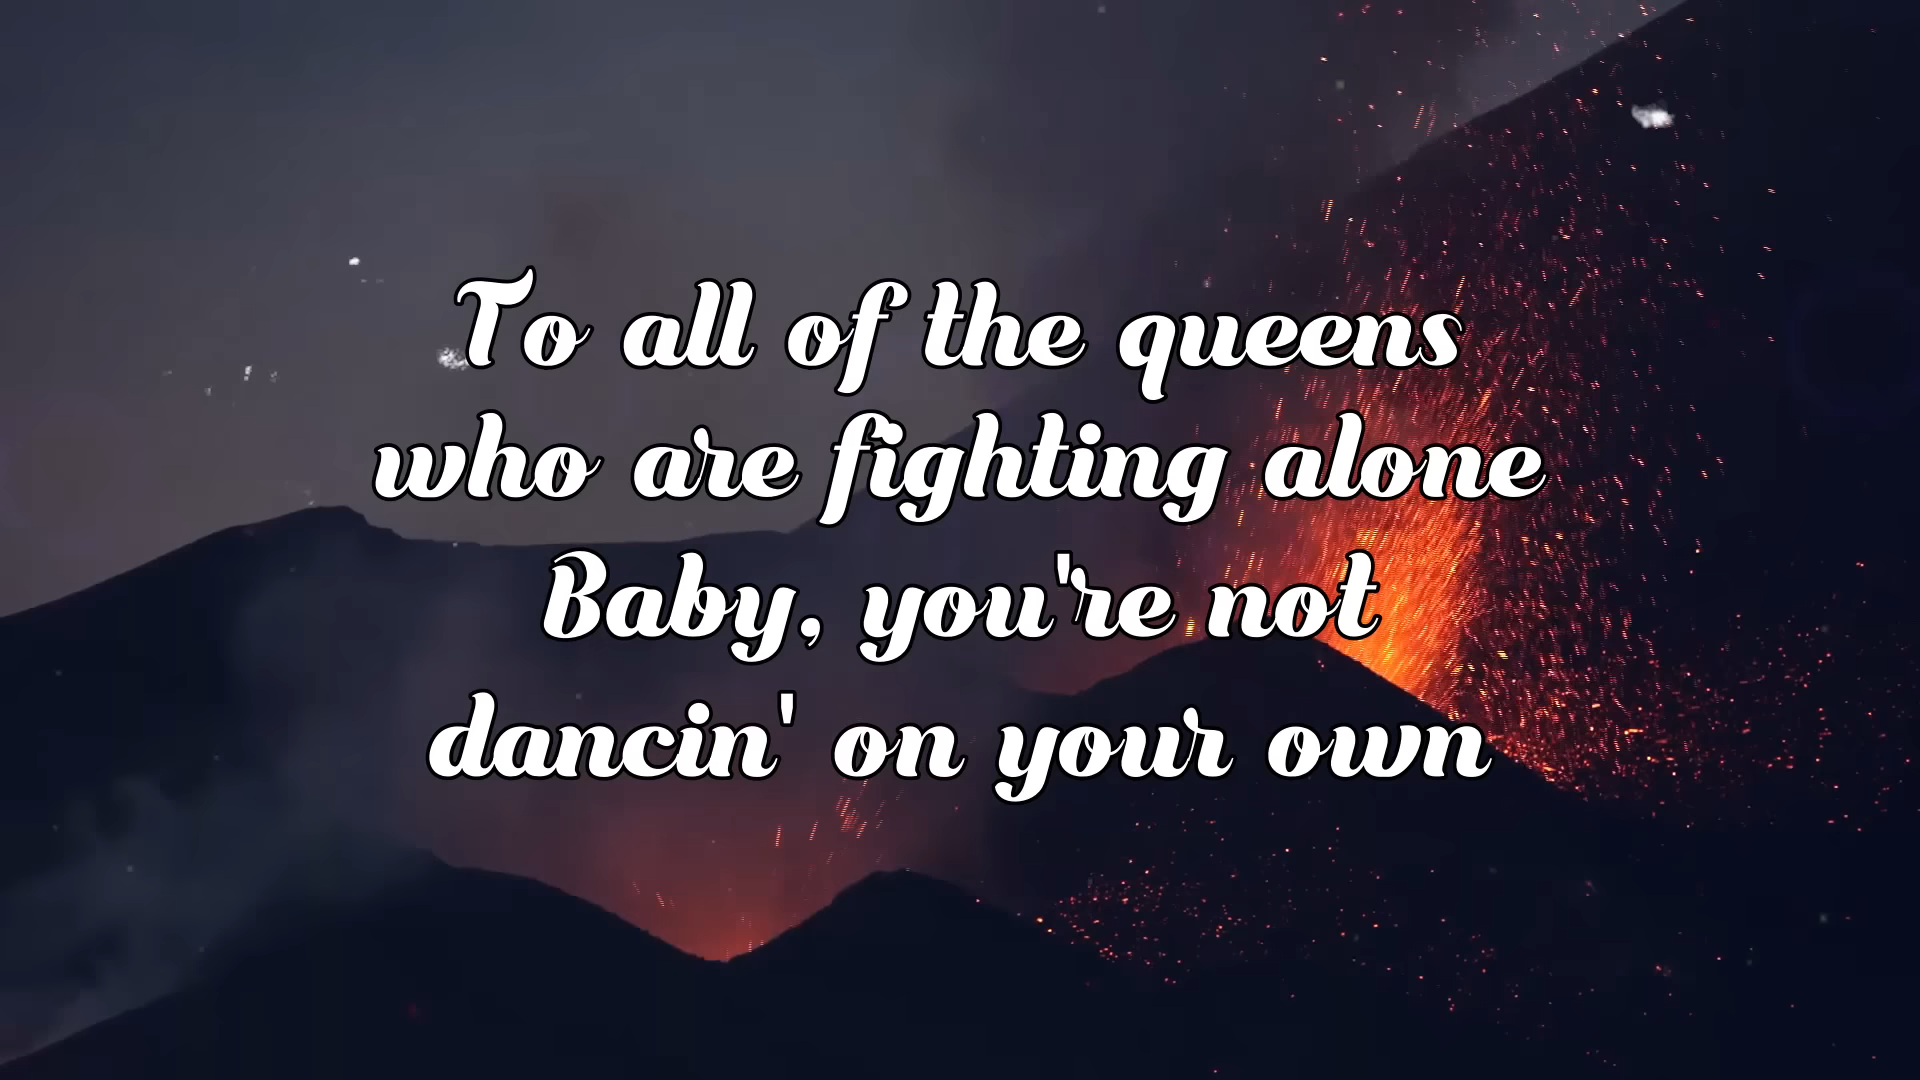 To all of the queens
who are fighting alone
Baby, you're not
dancin' on your own